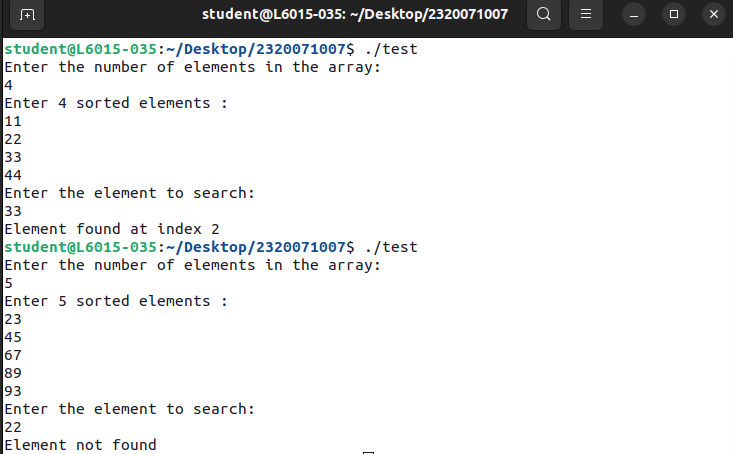 student@L6015-035: ~/Desktop/2320071007
student@L6015-035:~/Desktop/2320071007$ ./test
Enter the number of elements in the array:
4
Enter 4 sorted elements :
11
22
33
44
Enter the element to search:
33
Element found at index 2
student@L6015-035:~/Desktop/2320071007$ ./test
Enter the number of elements in the array:
5
Enter 5 sorted elements :
23
45
67
89
93
Enter the element to search:
22
Element not found